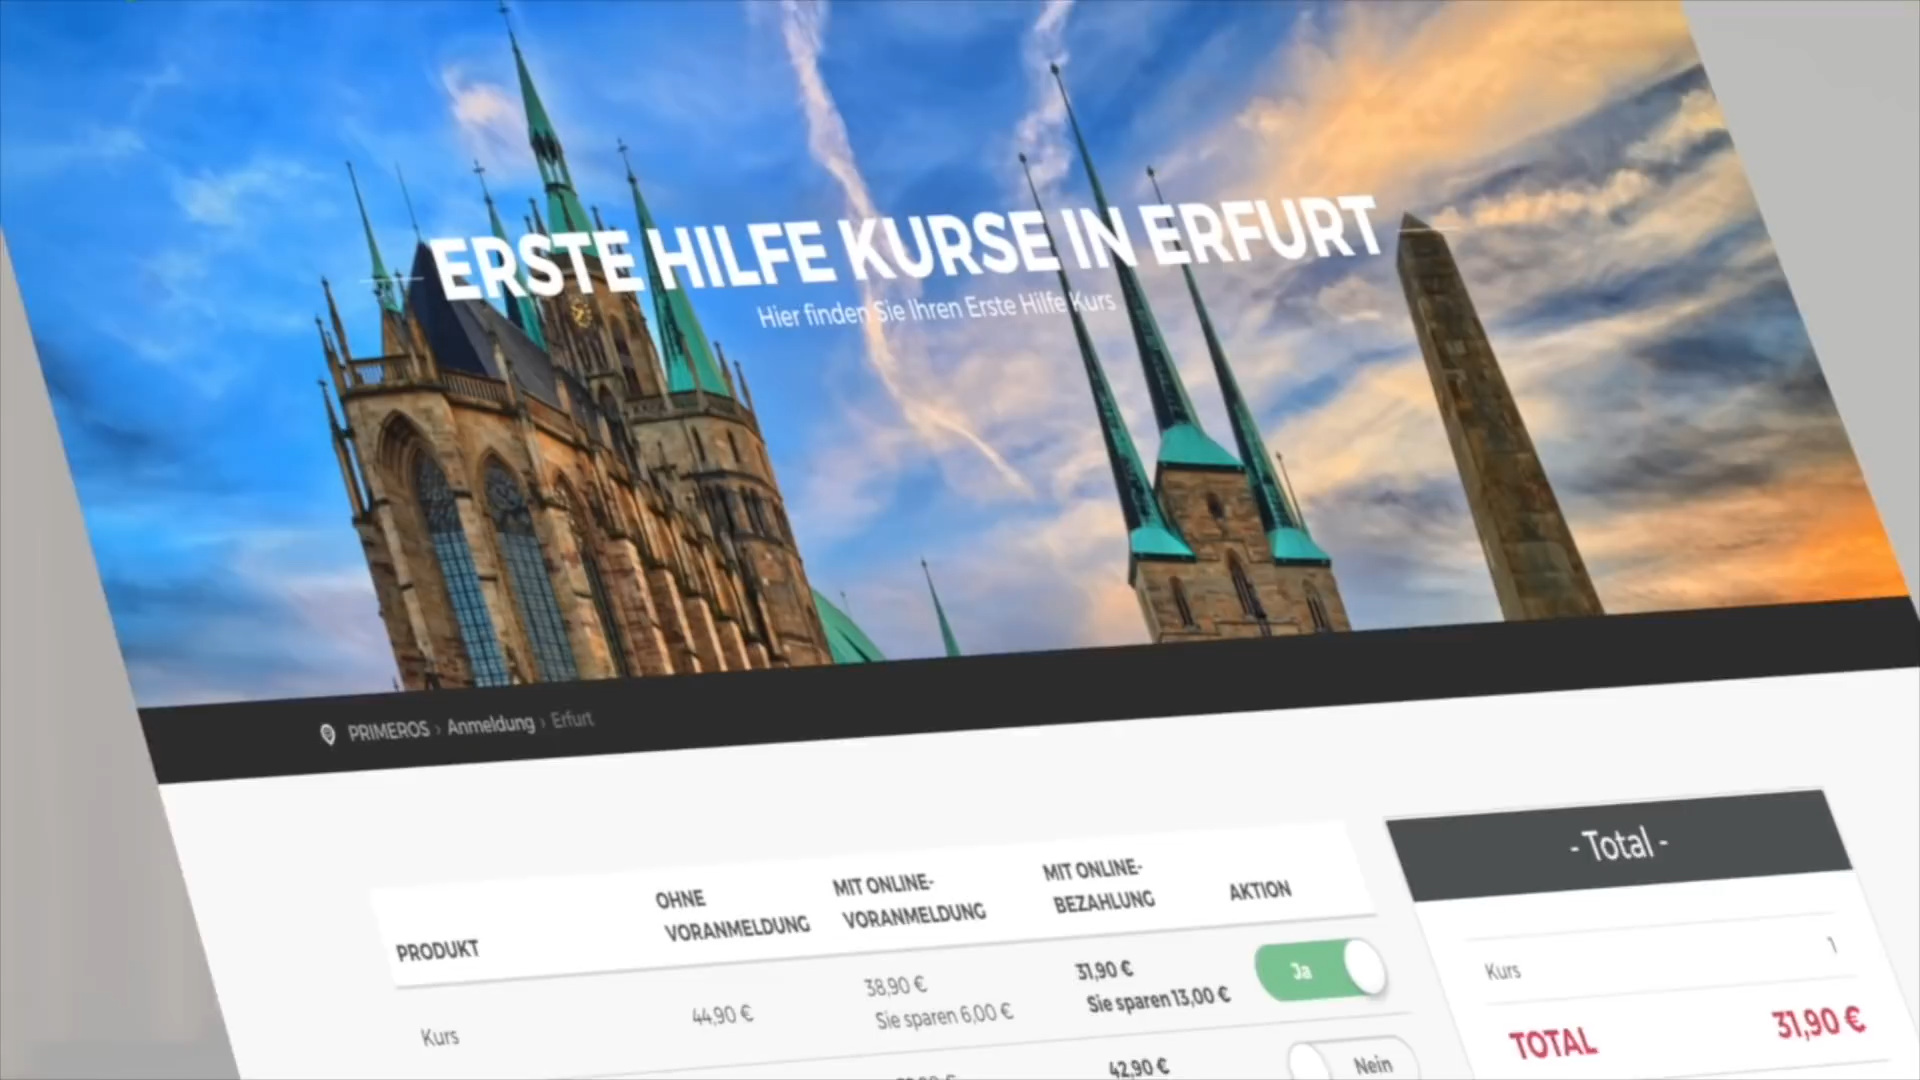 ERSTE HILFE KURSE IN ERFURT
Hier finden Sie Ihren Erste Hilfe Kurs
PRIMEROS › Anmeldung › Erfurt
PRODUKT
OHNE
VORANMELDUNG
MIT ONLINE-
VORANMELDUNG
MIT ONLINE-
BEZAHLUNG
AKTION
Kurs
44,90 €
38,90 €
Sie sparen 6,00 €
31,90 €
Sie sparen 13,00 €
Ja
42,90 €
Nein
- Total -
Kurs 1
TOTAL 31,90 €